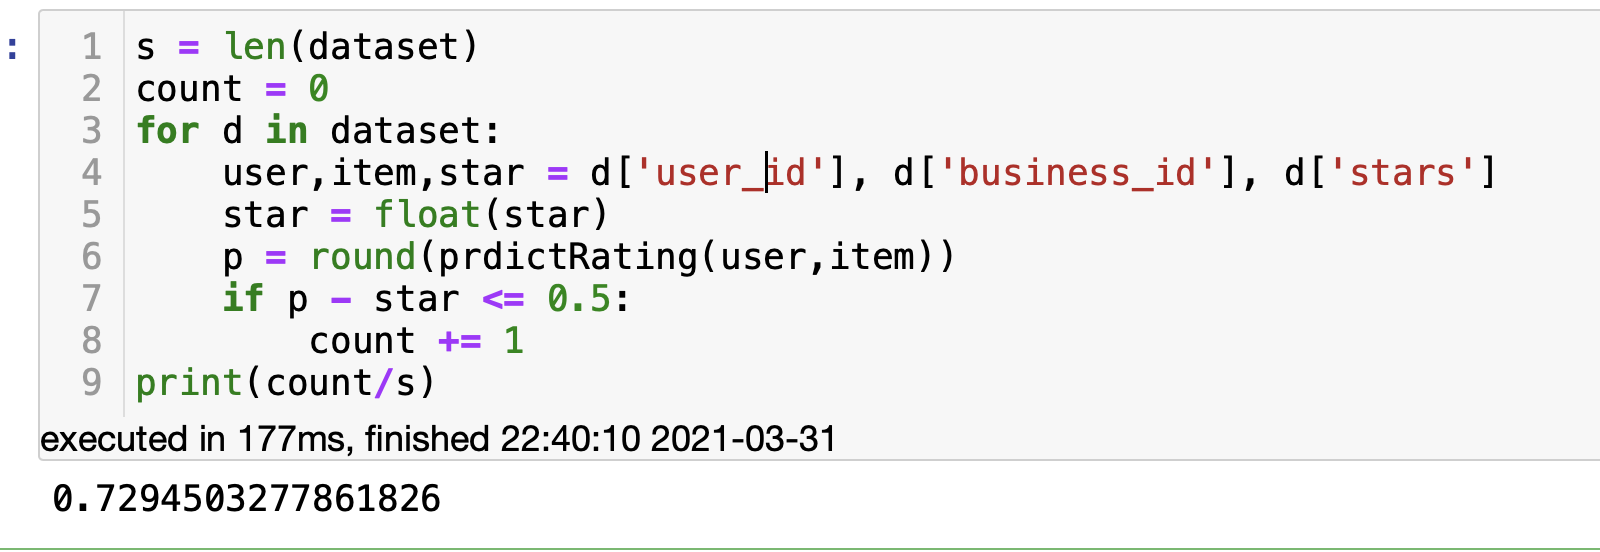 :
1 s = len(dataset)
2 count = 0
3 for d in dataset:
4     user,item,star = d['user_id'], d['business_id'], d['stars']
5     star = float(star)
6     p = round(prdictRating(user,item))
7     if p - star <= 0.5:
8         count += 1
9 print(count/s)
executed in 177ms, finished 22:40:10 2021-03-31
0.7294503277861826